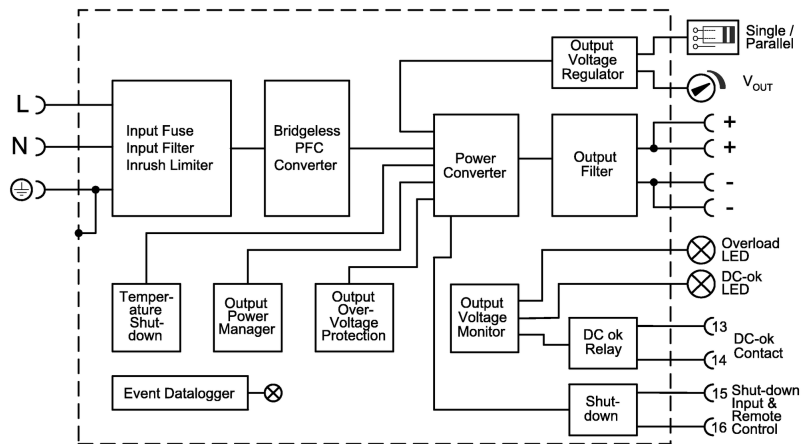 Single /
Parallel
Output
Voltage
Regulator
V OUT
L
N
Input Fuse
Input Filter
Inrush Limiter
Bridgeless
PFC
Converter
Power
Converter
Output
Filter
+
+
-
-
Overload
LED
DC-ok
LED
Temper-
ature
Shut-
down
Output
Power
Manager
Output
Over-
Voltage
Protection
Output
Voltage
Monitor
DC ok
Relay
13
14
DC-ok
Contact
Event Datalogger
Shut-
down
15
16
Shut-down
Input &
Remote
Control